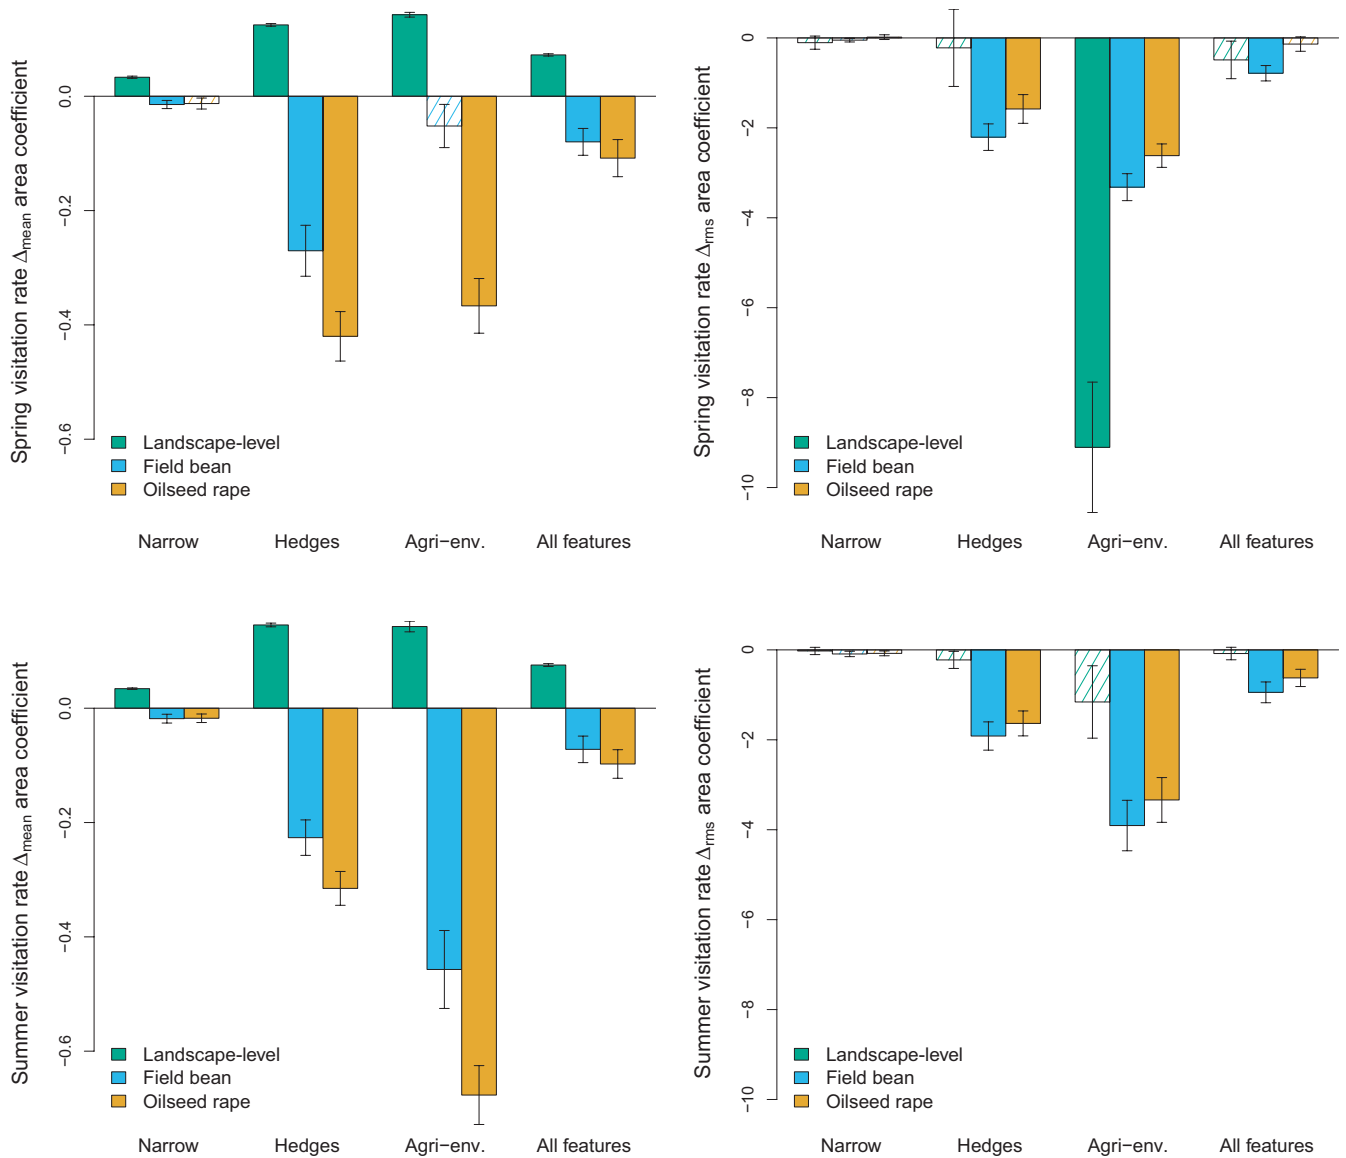 Spring visitation rate Δmean area coefficient
0.0
−0.2
−0.4
−0.6
Landscape-level
Field bean
Oilseed rape
Narrow Hedges Agri−env. All features
Spring visitation rate Δrms area coefficient
0
−2
−4
−6
−8
−10
Landscape-level
Field bean
Oilseed rape
Narrow Hedges Agri−env. All features
Summer visitation rate Δmean area coefficient
0.0
−0.2
−0.4
−0.6
Landscape-level
Field bean
Oilseed rape
Narrow Hedges Agri−env. All features
Summer visitation rate Δrms area coefficient
0
−2
−4
−6
−8
−10
Landscape-level
Field bean
Oilseed rape
Narrow Hedges Agri−env. All features